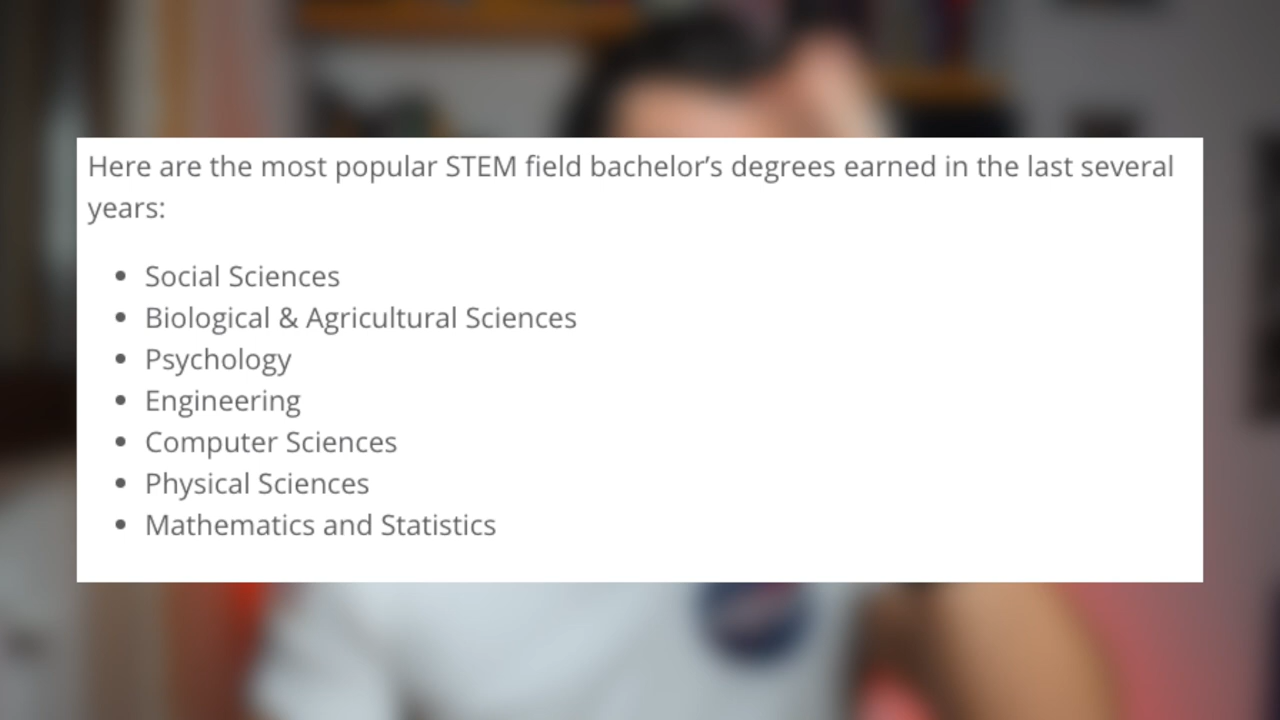 Here are the most popular STEM field bachelor’s degrees earned in the last several
years:
• Social Sciences
• Biological & Agricultural Sciences
• Psychology
• Engineering
• Computer Sciences
• Physical Sciences
• Mathematics and Statistics